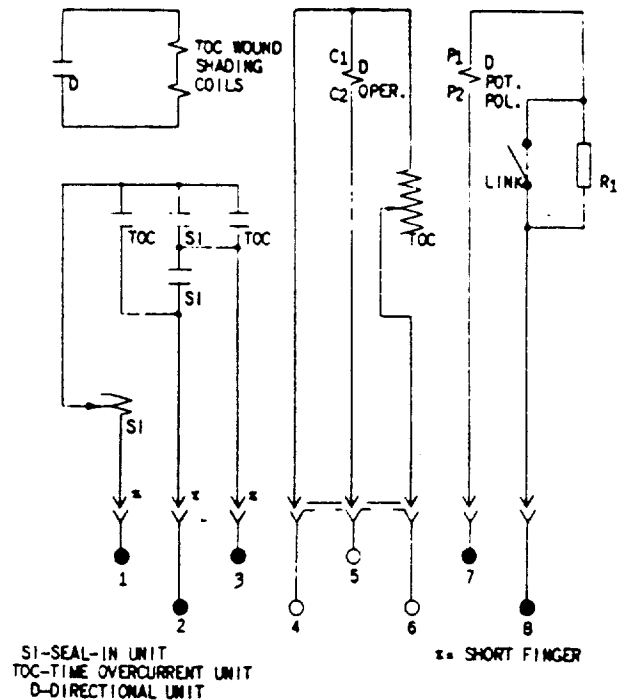 TOC WOUND
SHADING
COILS
D
C1
D
C2
OPER.
P1
D
P2
POT.
POL.
LINK
R1
TOC
SI
TOC
TOC
SI
SI
* * *
1
2
3
4
5
6
7
8
SI-SEAL-IN UNIT
TOC-TIME OVERCURRENT UNIT
D-DIRECTIONAL UNIT
*= SHORT FINGER